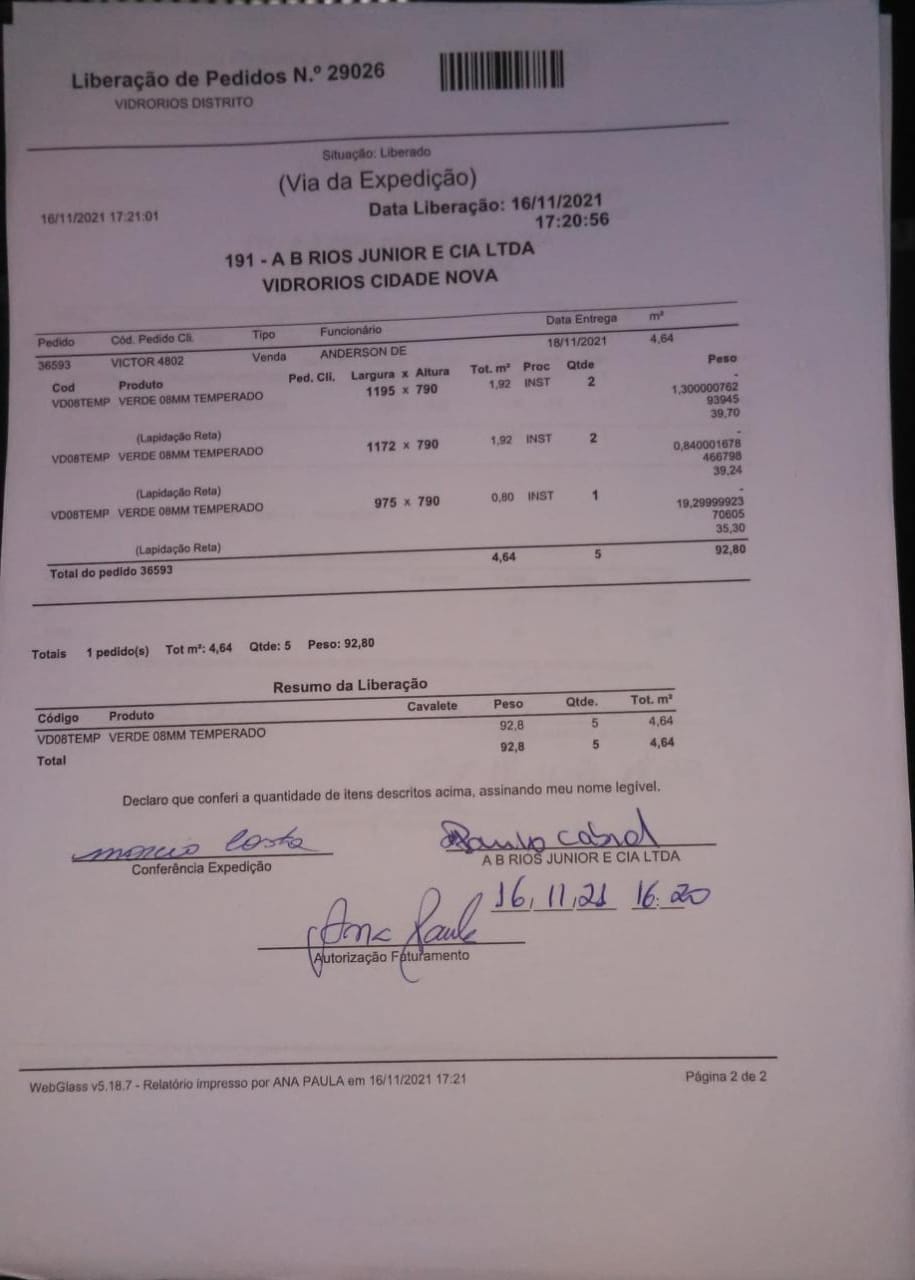 Liberação de Pedidos N.º 29026
VIDRORIOS DISTRITO
Situação: Liberado
(Via da Expedição)
16/11/2021 17:21:01
Data Liberação: 16/11/2021
17:20:56
191 - A B RIOS JUNIOR E CIA LTDA
VIDRORIOS CIDADE NOVA
Pedido Cód. Pedido Cli. Tipo Funcionário Data Entrega m²
36593 VICTOR 4802 Venda ANDERSON DE 18/11/2021 4,64
Cod Produto Ped. Cli. Largura x Altura Tot. m² Proc Qtde Peso
VD08TEMP VERDE 08MM TEMPERADO 1195 x 790 1,92 INST 2 -
1,300000762
93945
39,70
(Lapidação Reta)
VD08TEMP VERDE 08MM TEMPERADO 1172 x 790 1,92 INST 2 -
0,840001678
466798
39,24
(Lapidação Reta)
VD08TEMP VERDE 08MM TEMPERADO 975 x 790 0,80 INST 1 -
19,29999923
70605
35,30
(Lapidação Reta)
Total do pedido 36593 4,64 5 92,80
Totais 1 pedido(s) Tot m²: 4,64 Qtde: 5 Peso: 92,80
Resumo da Liberação
Código Produto Cavalete Peso Qtde. Tot. m²
VD08TEMP VERDE 08MM TEMPERADO 92,8 5 4,64
Total 92,8 5 4,64
Declaro que conferi a quantidade de itens descritos acima, assinando meu nome legível.
marcio Costa Paulo Cabral
Conferência Expedição A B RIOS JUNIOR E CIA LTDA
16, 11, 21 16:20
Ana Paula
Autorização Faturamento
WebGlass v5.18.7 - Relatório impresso por ANA PAULA em 16/11/2021 17:21 Página 2 de 2